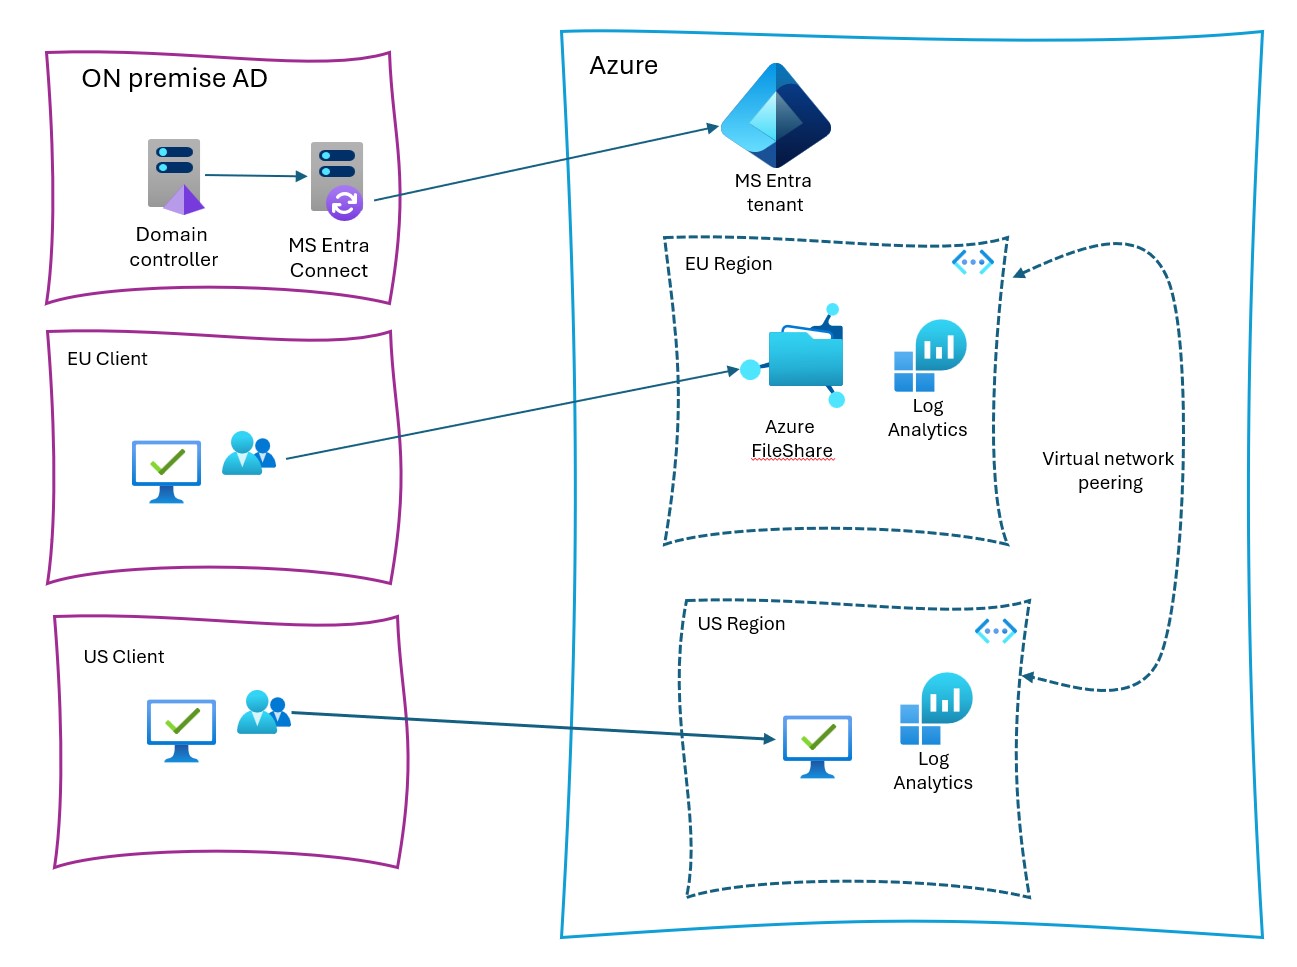 ON premise AD
Domain
controller
MS Entra
Connect
EU Client
US Client
Azure
MS Entra
tenant
EU Region
Azure
FileShare
Log
Analytics
Virtual network
peering
US Region
Log
Analytics